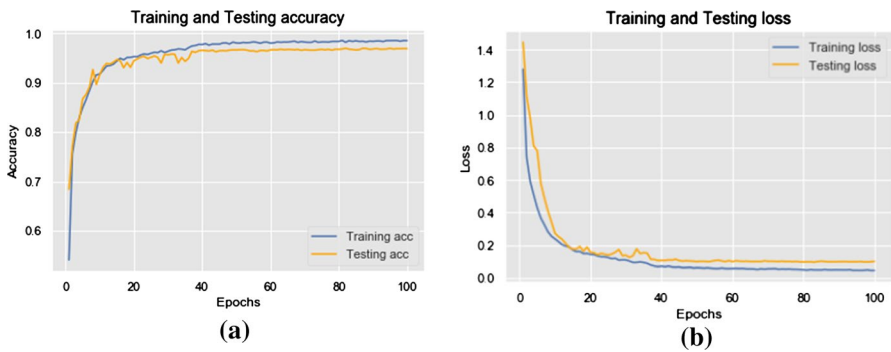 Training and Testing accuracy
1.0
0.9
0.8
0.7
0.6
Accuracy
Training acc
Testing acc
0 20 40 60 80 100
Epochs
(a)
Training and Testing loss
1.4
1.2
1.0
0.8
0.6
0.4
0.2
0.0
Loss
Training loss
Testing loss
0 20 40 60 80 100
Epochs
(b)